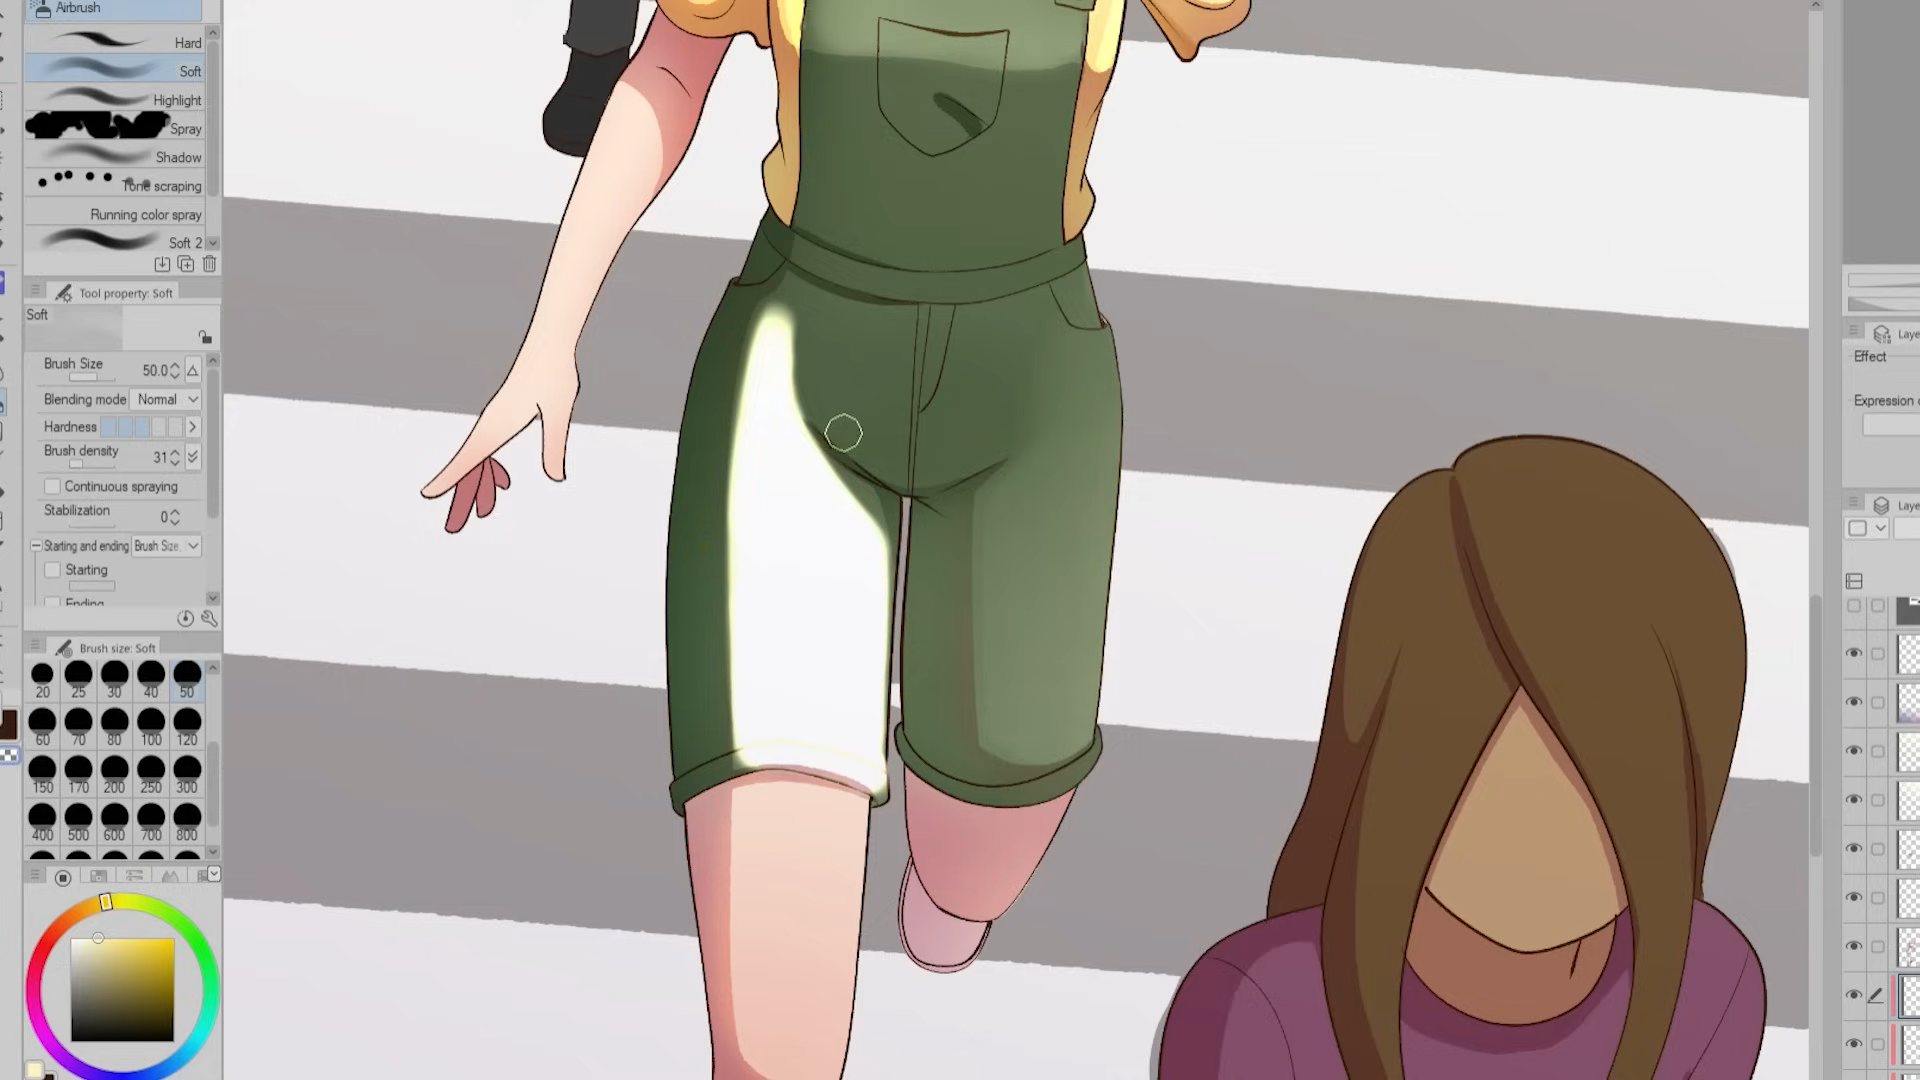 Airbrush
Hard
Soft
Highlight
Spray
Shadow
Tone scraping
Running color spray
Soft 2
Tool property: Soft
Soft
Brush Size 50.0
Blending mode Normal
Hardness
Brush density 31
Continuous spraying
Stabilization 0
Starting and ending Brush Size
Starting
Ending
Brush size: Soft
20 25 30 40 50
60 70 80 100 120
150 170 200 250 300
400 500 600 700 800
Laye
Effect
Expression c
Laye